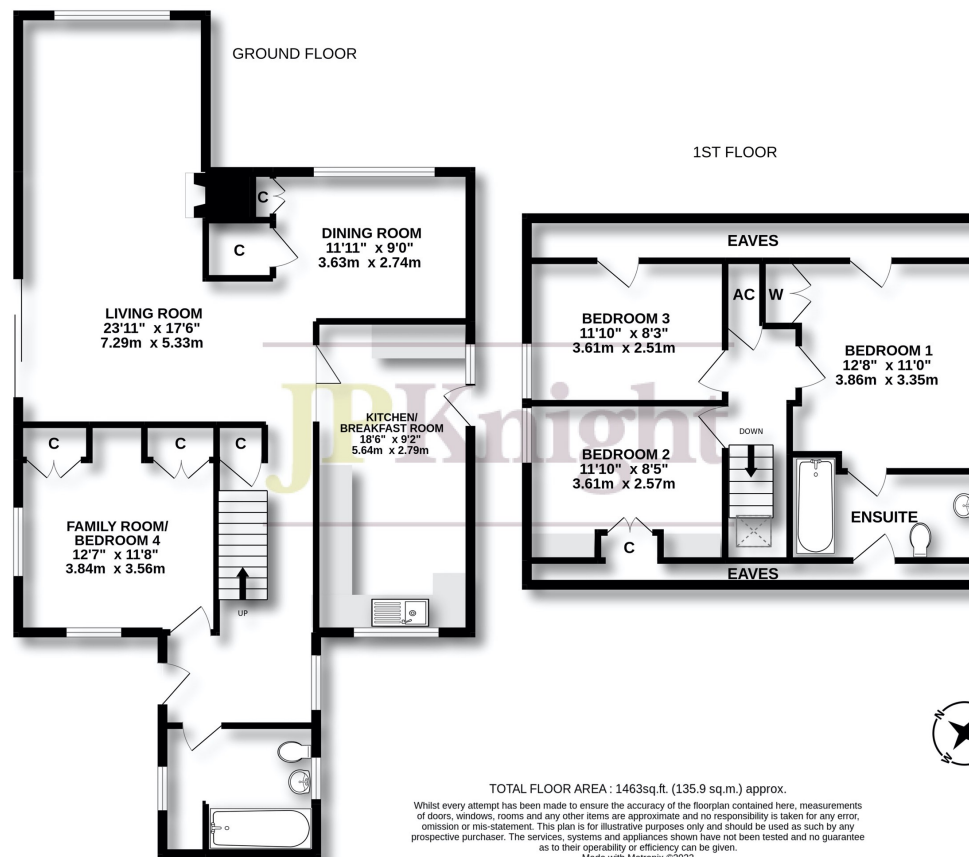 GROUND FLOOR
1ST FLOOR
C
C
DINING ROOM
11'11" x 9'0"
3.63m x 2.74m
LIVING ROOM
23'11" x 17'6"
7.29m x 5.33m
KITCHEN/
BREAKFAST ROOM
18'6" x 9'2"
5.64m x 2.79m
C
C
C
FAMILY ROOM/
BEDROOM 4
12'7" x 11'8"
3.84m x 3.56m
UP
JPKnight
EAVES
AC
W
BEDROOM 3
11'10" x 8'3"
3.61m x 2.51m
BEDROOM 1
12'8" x 11'0"
3.86m x 3.35m
DOWN
BEDROOM 2
11'10" x 8'5"
3.61m x 2.57m
C
ENSUITE
EAVES
N
W
TOTAL FLOOR AREA : 1463sq.ft. (135.9 sq.m.) approx.
Whilst every attempt has been made to ensure the accuracy of the floorplan contained here, measurements
of doors, windows, rooms and any other items are approximate and no responsibility is taken for any error,
omission or mis-statement. This plan is for illustrative purposes only and should be used as such by any
prospective purchaser. The services, systems and appliances shown have not been tested and no guarantee
as to their operability or efficiency can be given.
Made with Metropix ©2023